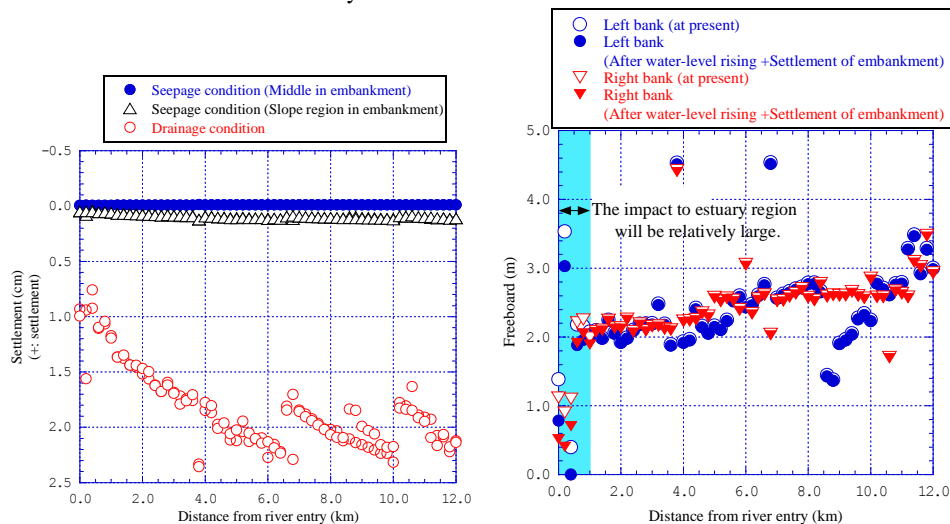 Seepage condition (Middle in embankment)
Seepage condition (Slope region in embankment)
Drainage condition
-0.5
0.0
0.5
1.0
1.5
2.0
2.5
Settlement (cm)
(+: settlement)
0.0 2.0 4.0 6.0 8.0 10.0 12.0
Distance from river entry (km)
Left bank (at present)
Left bank
(After water-level rising +Settlement of embankment)
Right bank (at present)
Right bank
(After water-level rising +Settlement of embankment)
5.0
4.0
3.0
2.0
1.0
0.0
Freeboard (m)
The impact to estuary region
will be relatively large.
0.0 2.0 4.0 6.0 8.0 10.0 12.0
Distance from river entry (km)